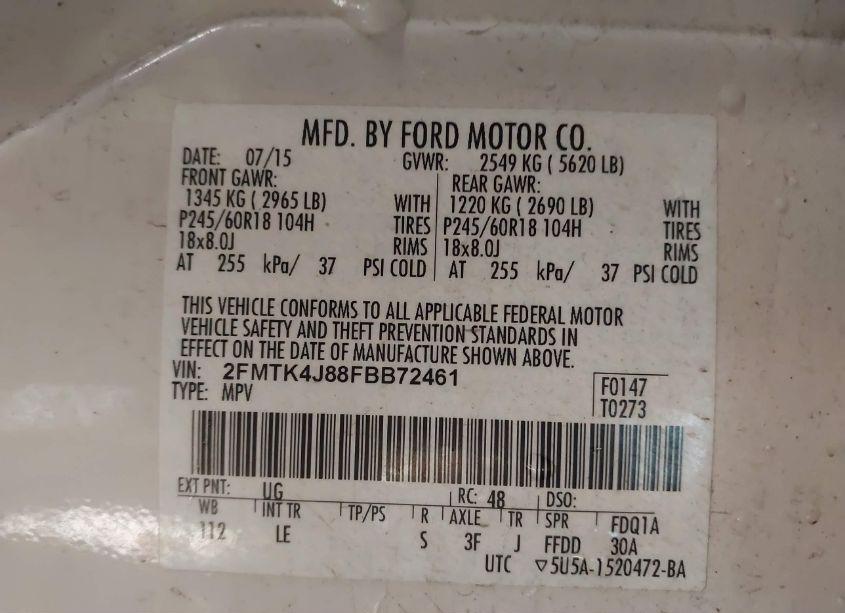 MFD. BY FORD MOTOR CO.
DATE: 07/15 GVWR: 2549 KG ( 5620 LB)
FRONT GAWR: REAR GAWR:
1345 KG ( 2965 LB) WITH 1220 KG ( 2690 LB) WITH
P245/60R18 104H TIRES P245/60R18 104H TIRES
18x8.0J RIMS 18x8.0J RIMS
AT 255 kPa/ 37 PSI COLD AT 255 kPa/ 37 PSI COLD
THIS VEHICLE CONFORMS TO ALL APPLICABLE FEDERAL MOTOR
VEHICLE SAFETY AND THEFT PREVENTION STANDARDS IN
EFFECT ON THE DATE OF MANUFACTURE SHOWN ABOVE.
VIN: 2FMTK4J88FBB72461 F0147
TYPE: MPV T0273
EXT PNT: UG RC: 48 DSO:
WB INT TR TP/PS R AXLE TR SPR FDQ1A
112 LE S 3F J FFDD 30A
UTC ▽5U5A-1520472-BA